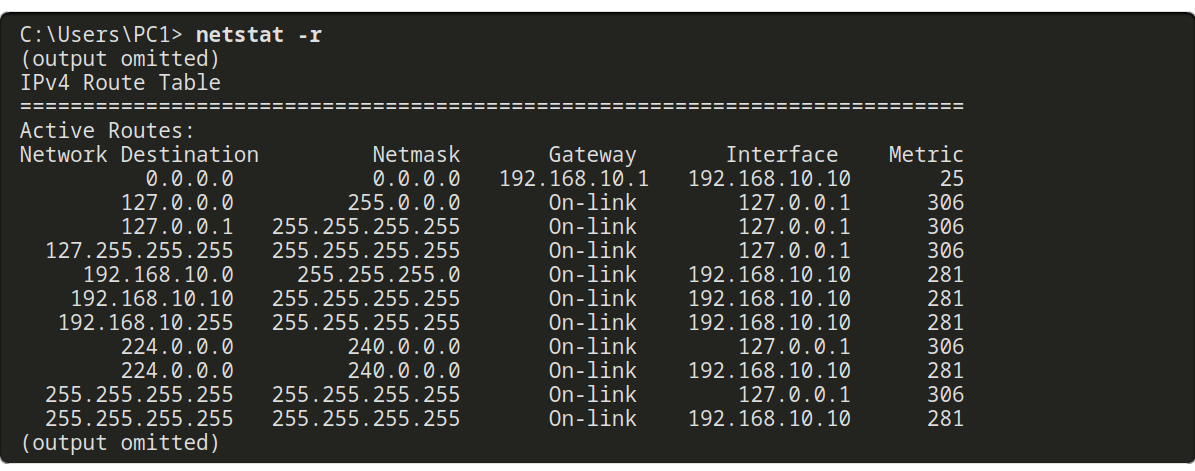 C:\Users\PC1> netstat -r
(output omitted)
IPv4 Route Table
===========================================================================
Active Routes:
Network Destination         Netmask       Gateway       Interface    Metric
          0.0.0.0           0.0.0.0   192.168.10.1   192.168.10.10       25
        127.0.0.0         255.0.0.0       On-link        127.0.0.1      306
        127.0.0.1   255.255.255.255       On-link        127.0.0.1      306
  127.255.255.255   255.255.255.255       On-link        127.0.0.1      306
     192.168.10.0     255.255.255.0       On-link    192.168.10.10      281
    192.168.10.10   255.255.255.255       On-link    192.168.10.10      281
   192.168.10.255   255.255.255.255       On-link    192.168.10.10      281
        224.0.0.0         240.0.0.0       On-link        127.0.0.1      306
        224.0.0.0         240.0.0.0       On-link    192.168.10.10      281
  255.255.255.255   255.255.255.255       On-link        127.0.0.1      306
  255.255.255.255   255.255.255.255       On-link    192.168.10.10      281
(output omitted)